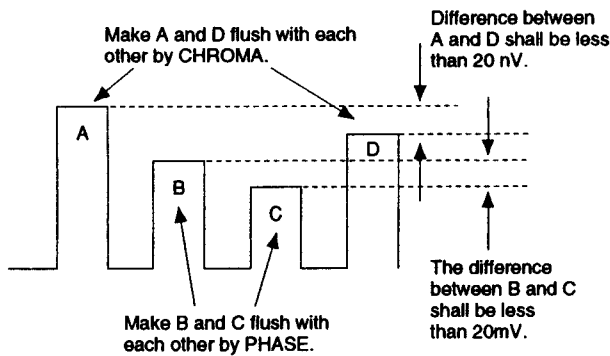 Make A and D flush with each
other by CHROMA.
Difference between
A and D shall be less
than 20 nV.
A
B
C
D
Make B and C flush with
each other by PHASE.
The difference
between B and C
shall be less
than 20mV.